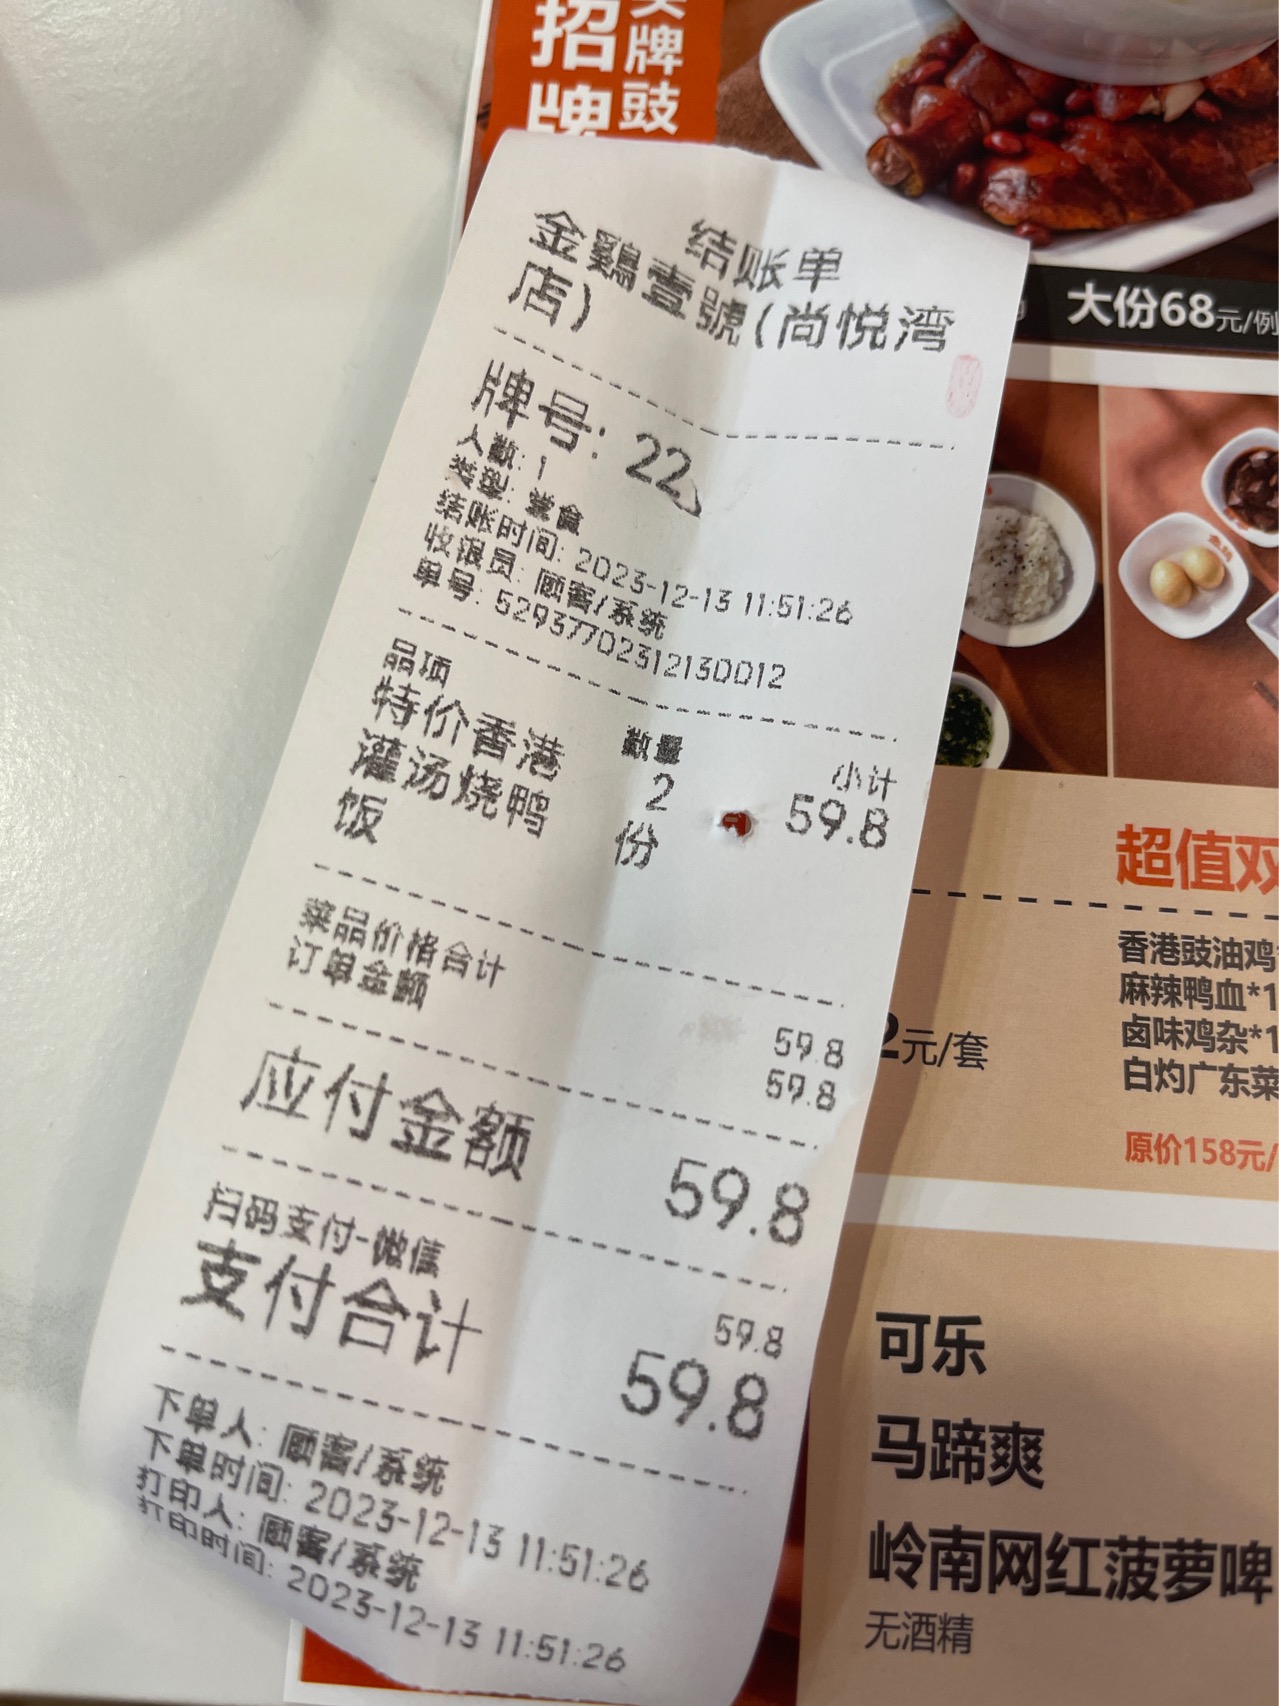 招牌
头牌豉
大份68元/例
结账单
金鷄壹號(尚悦湾
店)
牌号: 22
人数: 1
类型: 堂食
结账时间: 2023-12-13 11:51:26
收银员: 顾客/系统
单号: 52937702312130012
品项 数量 小计
特价香港 2 59.8
灌汤烧鸭 份
饭
菜品价格合计 59.8
订单金额 59.8
应付金额 59.8
扫码支付-微信 59.8
支付合计 59.8
下单人: 顾客/系统
下单时间: 2023-12-13 11:51:26
打印人: 顾客/系统
打印时间: 2023-12-13 11:51:26
超值双
香港豉油鸡
麻辣鸭血*1
卤味鸡杂*1
白灼广东菜
2元/套
原价158元/
可乐
马蹄爽
岭南网红菠萝啤
无酒精